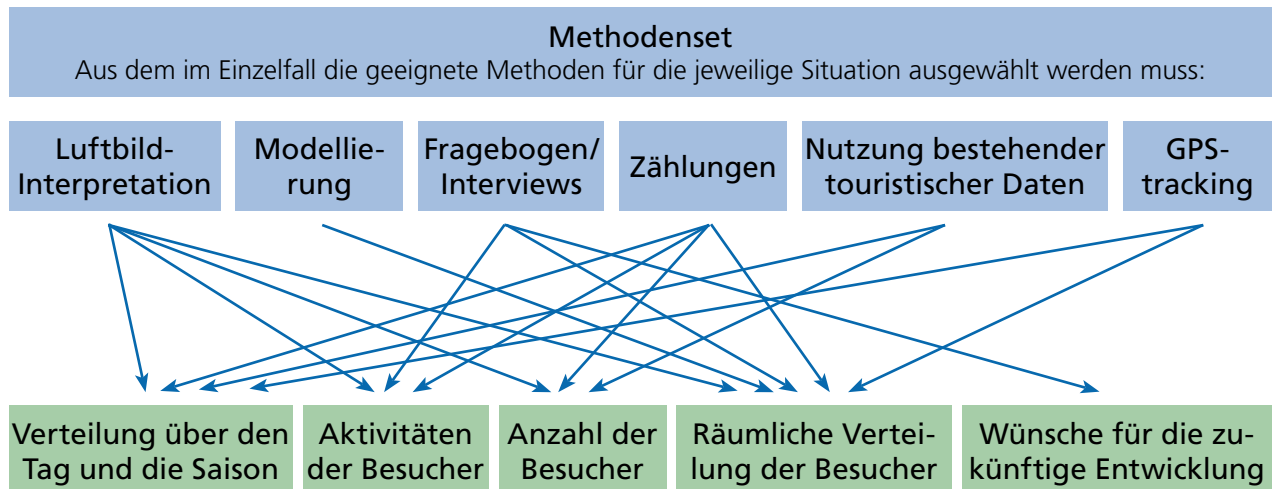 Methodenset
Aus dem im Einzelfall die geeignete Methoden für die jeweilige Situation ausgewählt werden muss:
Luftbild-
Interpretation
Modellie-
rung
Fragebogen/
Interviews
Zählungen
Nutzung bestehender
touristischer Daten
GPS-
tracking
Verteilung über den
Tag und die Saison
Aktivitäten
der Besucher
Anzahl der
Besucher
Räumliche Vertei-
lung der Besucher
Wünsche für die zu-
künftige Entwicklung